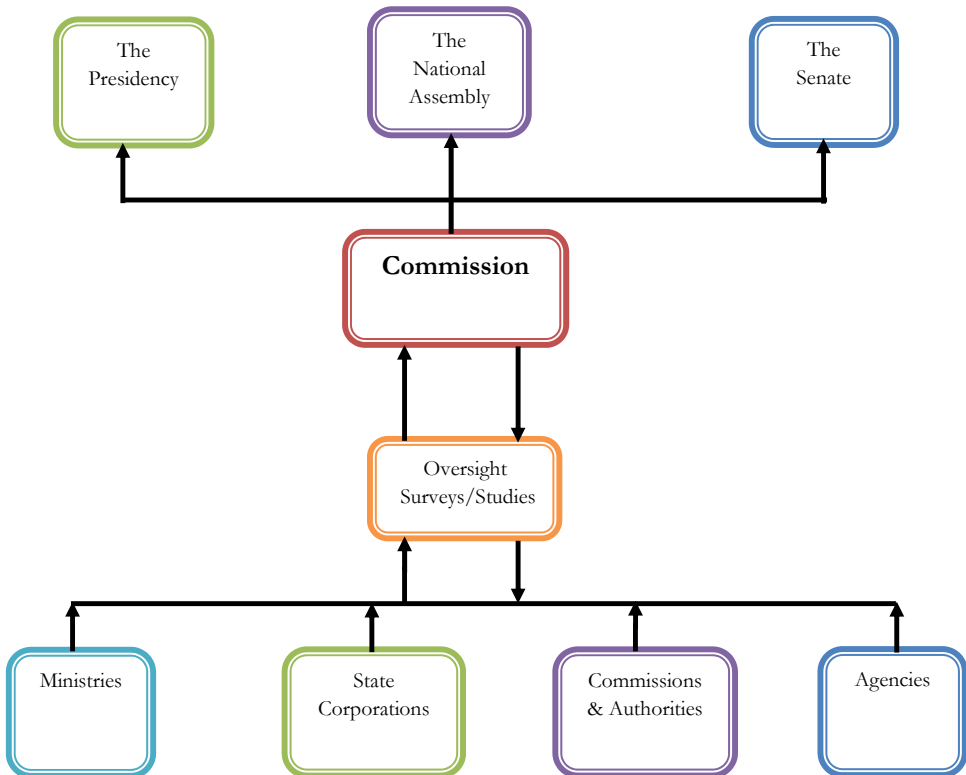 The
Presidency
The
National
Assembly
The
Senate
Commission
Oversight
Surveys/Studies
Ministries
State
Corporations
Commissions
& Authorities
Agencies